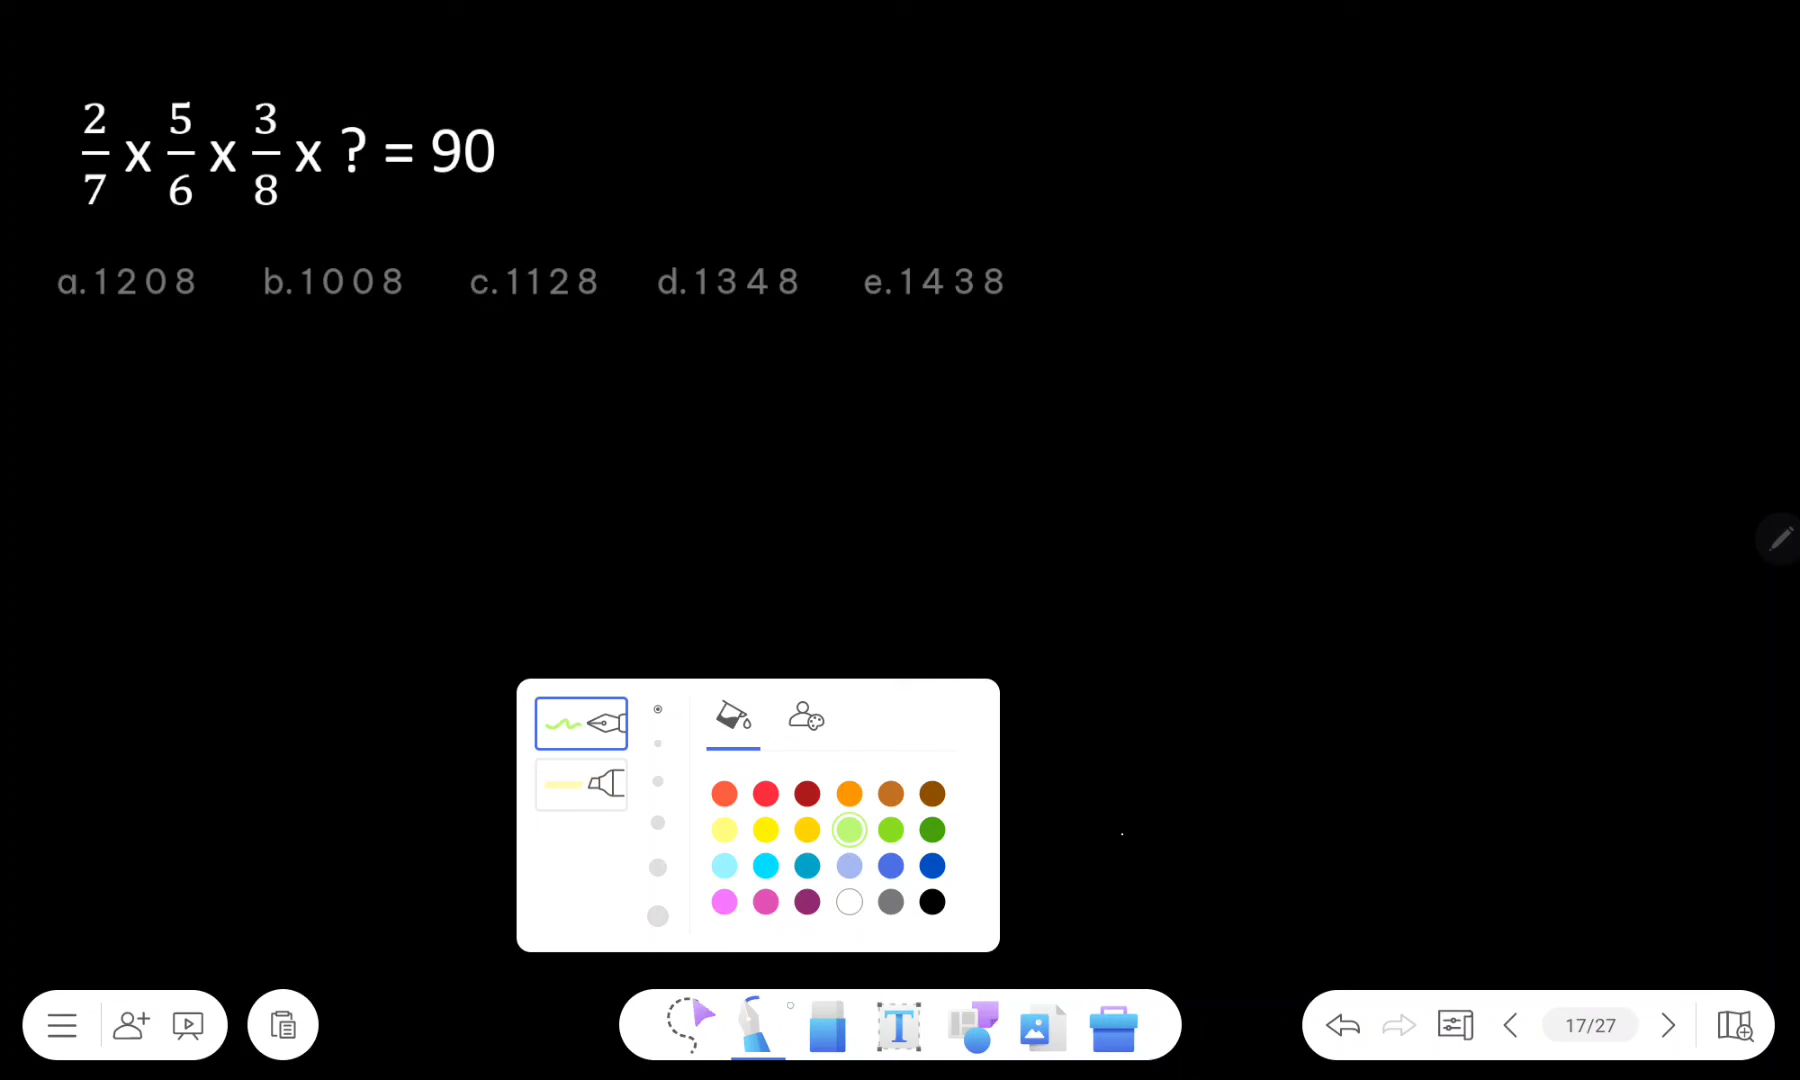 2/7 x 5/6 x 3/8 x ? = 90
a.1208 b.1008 c.1128 d.1348 e.1438
T
17/27